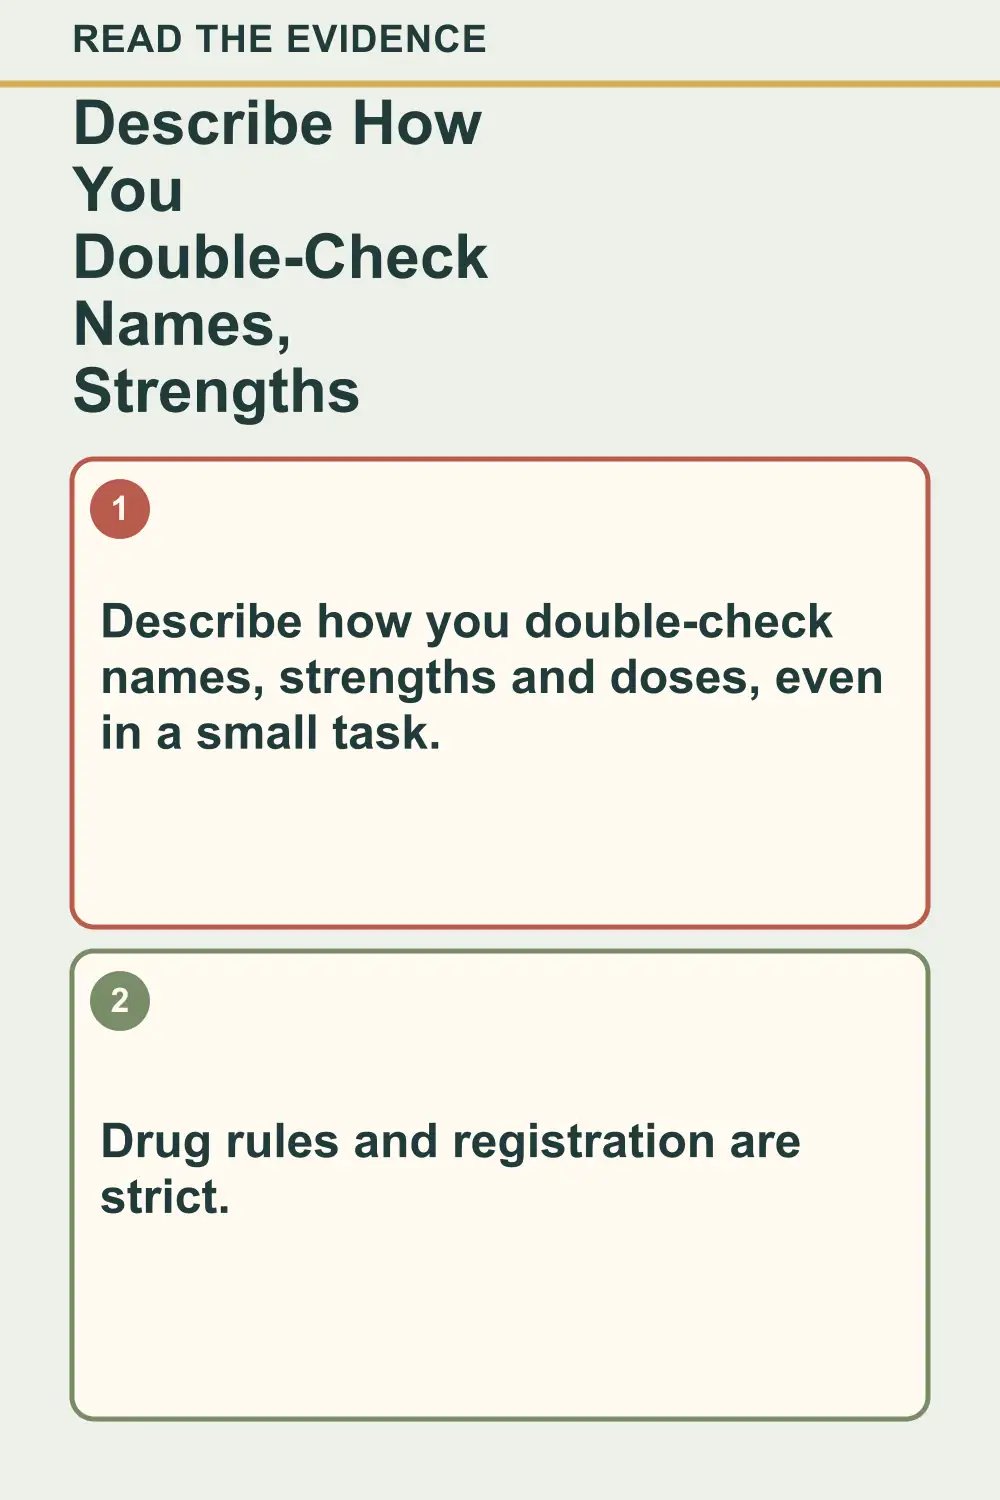 READ THE EVIDENCE
Describe How
You
Double-Check
Names,
Strengths
1
Describe how you double-check
names, strengths and doses, even
in a small task.
2
Drug rules and registration are
strict.